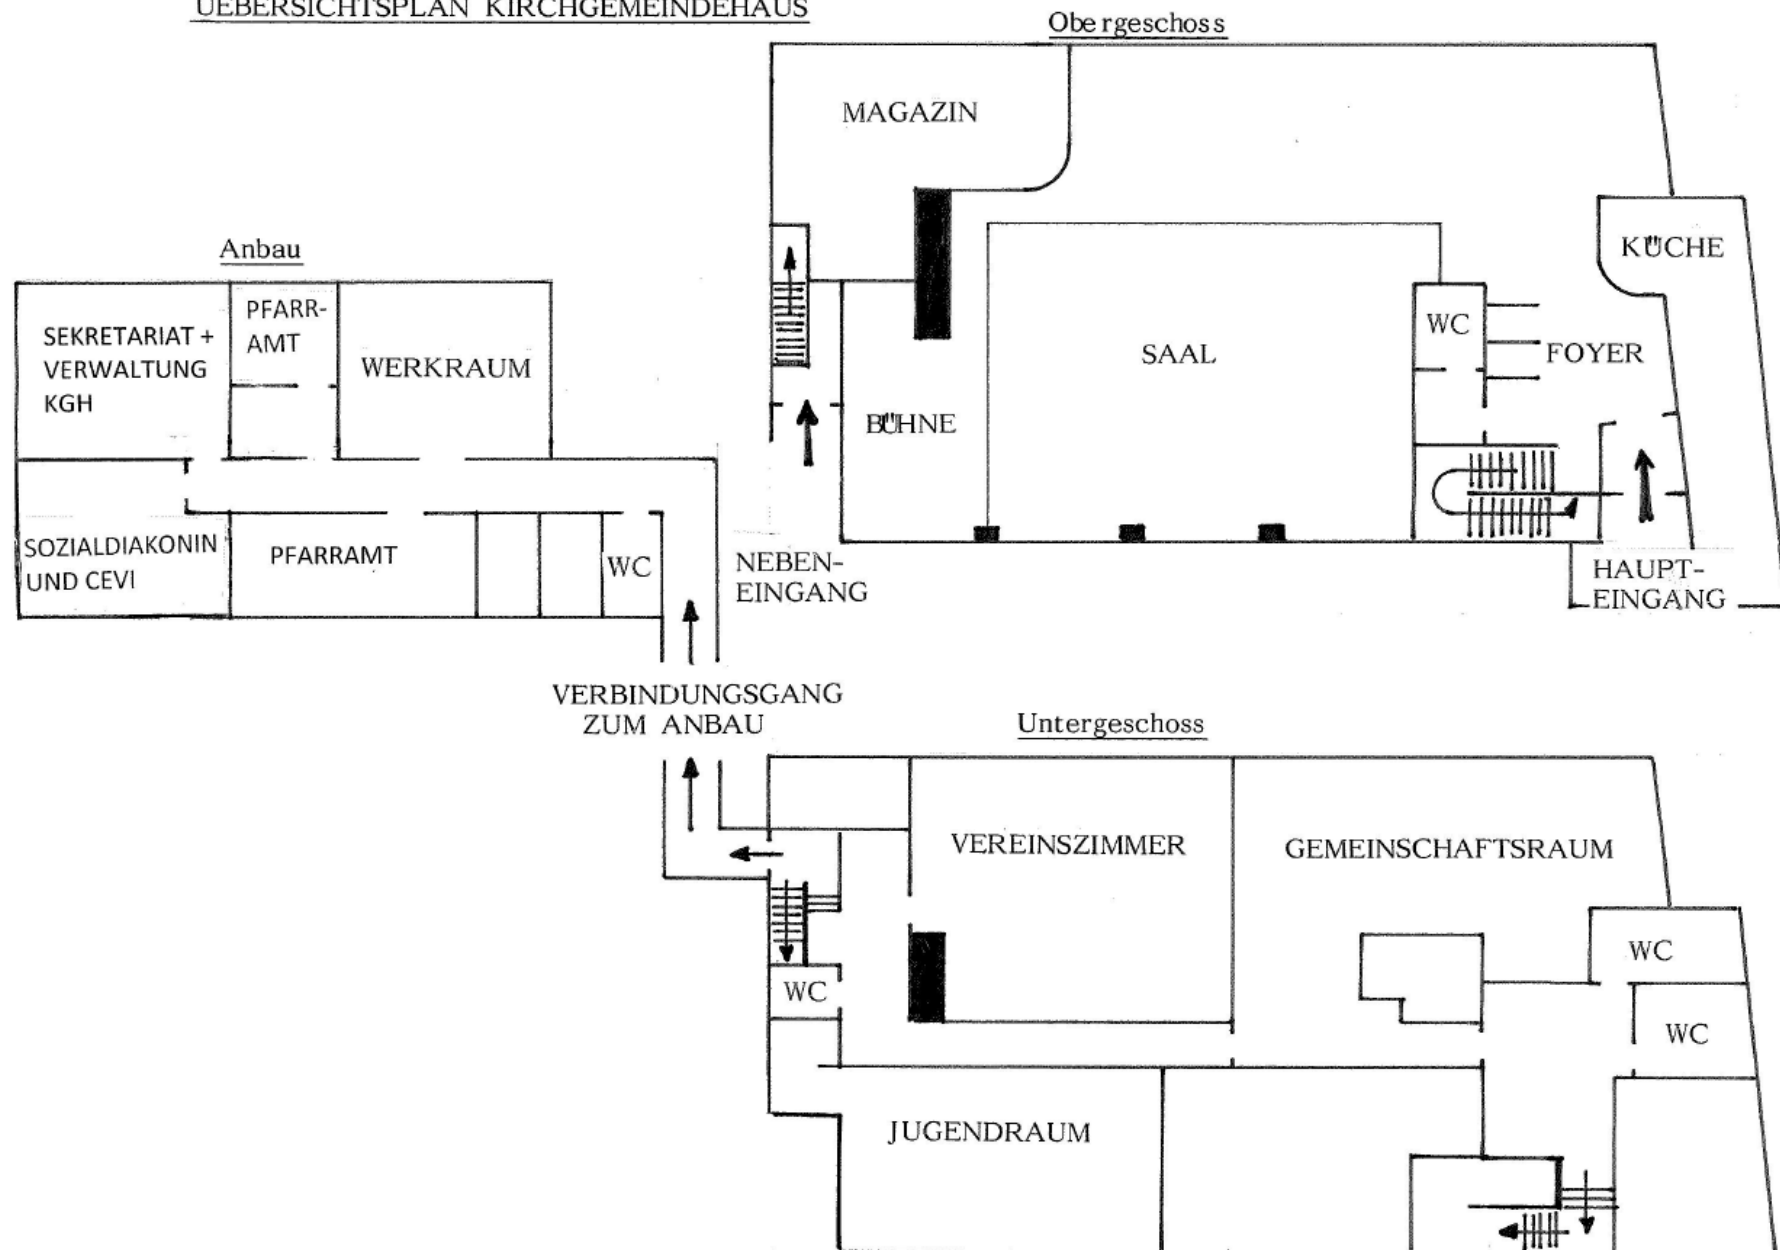 UEBERSICHTSPLAN KIRCHGEMEINDEHAUS
Obergeschoss
MAGAZIN
KÜCHE
WC
FOYER
SAAL
BÜHNE
NEBEN-
EINGANG
HAUPT-
EINGANG
Anbau
SEKRETARIAT +
VERWALTUNG
KGH
PFARR-
AMT
WERKRAUM
SOZIALDIAKONIN
UND CEVI
PFARRAMT
WC
VERBINDUNGSGANG
ZUM ANBAU
Untergeschoss
VEREINSZIMMER
GEMEINSCHAFTSRAUM
WC
WC
WC
JUGENDRAUM